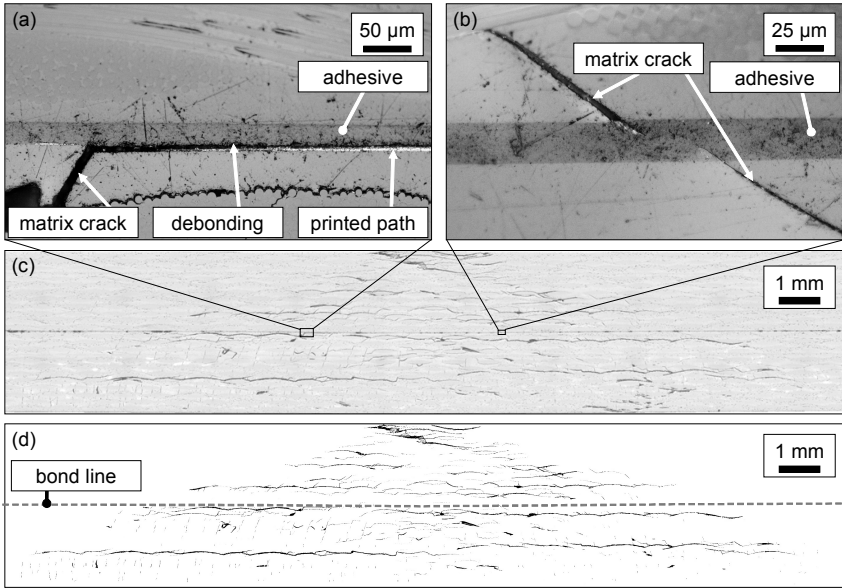 (a)
50 µm
adhesive
matrix crack
debonding
printed path
(b)
25 µm
matrix crack
adhesive
(c)
1 mm
(d)
1 mm
bond line